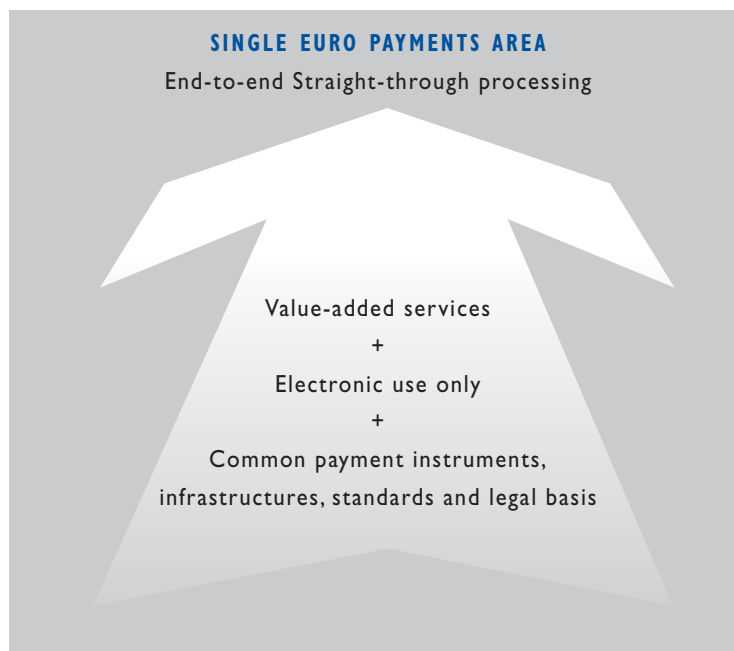 SINGLE EURO PAYMENTS AREA
End-to-end Straight-through processing
Value-added services
+
Electronic use only
+
Common payment instruments,
infrastructures, standards and legal basis